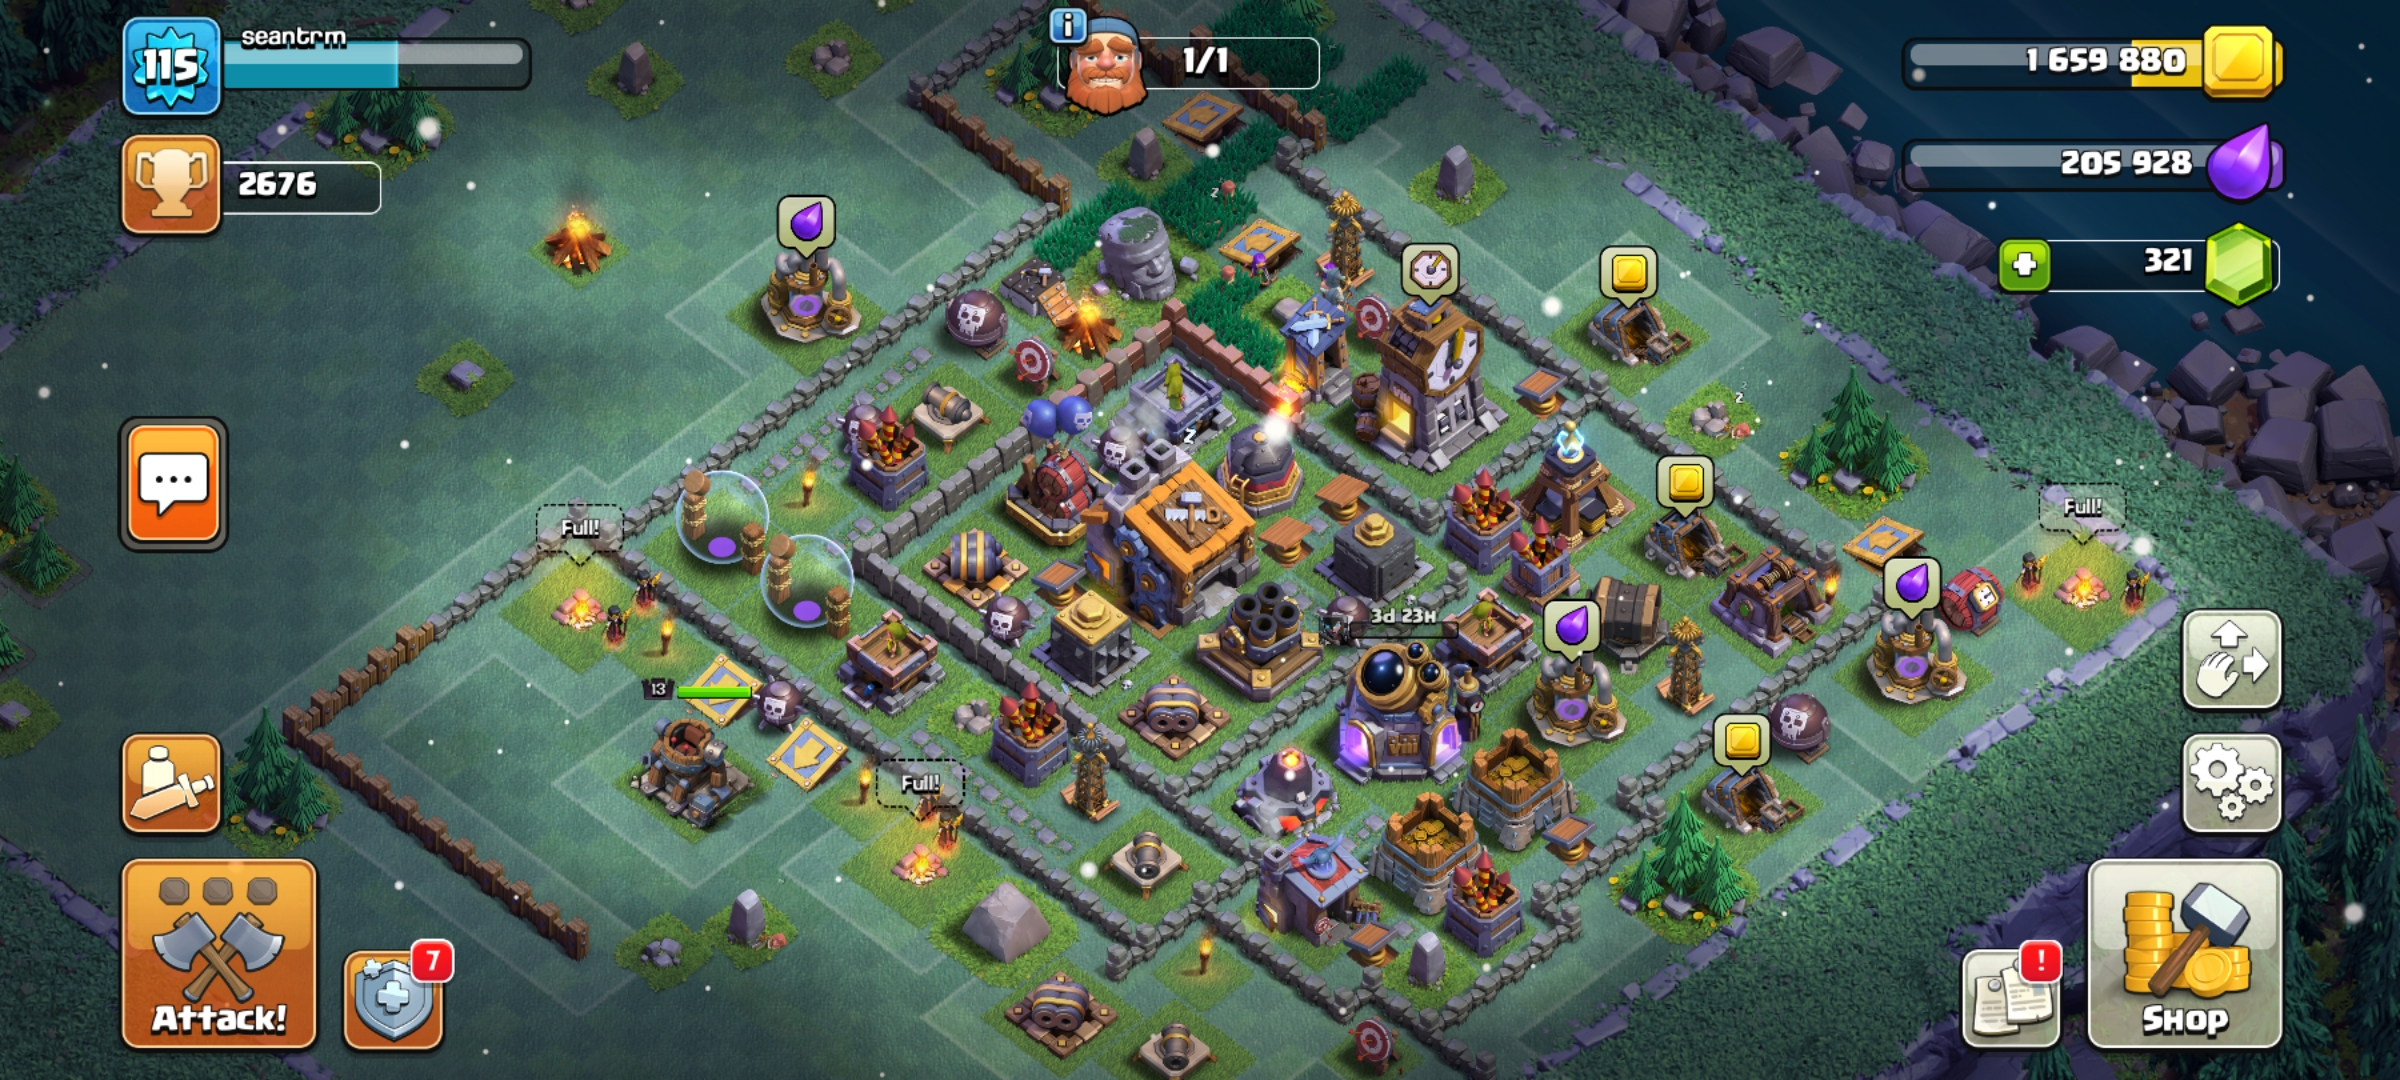 115
seantrm
1/1
1 659 880
2676
205 928
321
z
z
z
z
Full!
Full!
3d 23H
13
Full!
VIII
7
!
Attack!
Shop